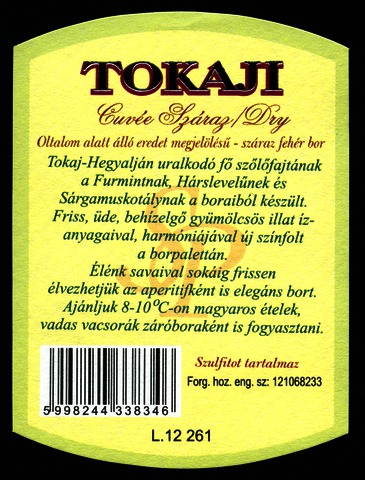 TOKAJI
Cuvée Száraz/Dry
Oltalom alatt álló eredet megjelölésű - száraz fehér bor
Tokaj-Hegyalján uralkodó fő szőlőfajtának
a Furmintnak, Hárslevelűnek és
Sárgamuskotálynak a boraiból készült.
Friss, üde, behízelgő gyümölcsös illat íz-
anyagaival, harmóniájával új színfolt
a borpalettán.
Élénk savaival sokáig frissen
élvezhetjük az aperitifként is elegáns bort.
Ajánljuk 8-10°C-on magyaros ételek,
vadas vacsorák záróboraként is fogyasztani.
Szulfitot tartalmaz
Forg. hoz. eng. sz: 121068233
5 998244 338346
L.12 261